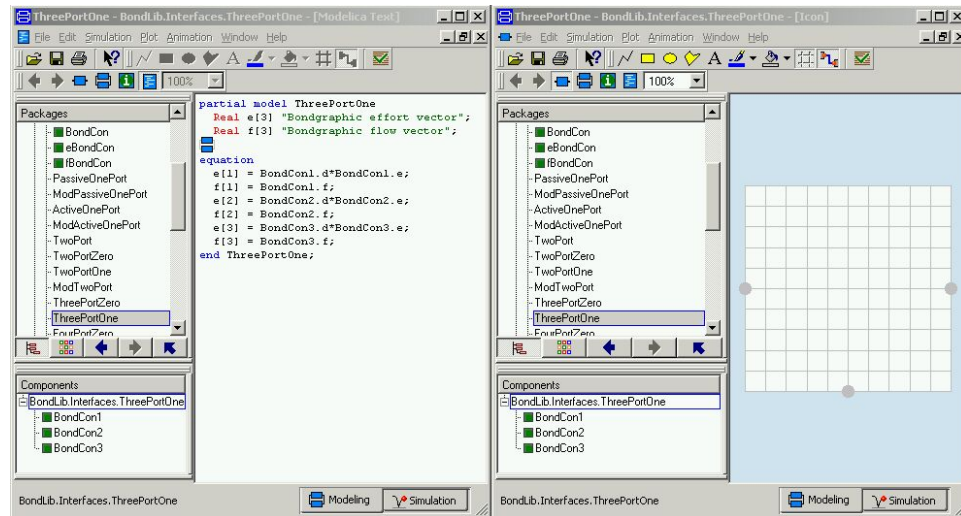 ThreePortOne - BondLib.Interfaces.ThreePortOne - [Modelica Text]
File Edit Simulation Plot Animation Window Help
100%
Packages
BondCon
eBondCon
fBondCon
PassiveOnePort
ModPassiveOnePort
ActiveOnePort
ModActiveOnePort
TwoPort
TwoPortZero
TwoPortOne
ModTwoPort
ThreePortZero
ThreePortOne
FourPortZero
Components
BondLib.Interfaces.ThreePortOne
BondCon1
BondCon2
BondCon3
partial model ThreePortOne
Real e[3] "Bondgraphic effort vector";
Real f[3] "Bondgraphic flow vector";
equation
e[1] = BondCon1.d*BondCon1.e;
f[1] = BondCon1.f;
e[2] = BondCon2.d*BondCon2.e;
f[2] = BondCon2.f;
e[3] = BondCon3.d*BondCon3.e;
f[3] = BondCon3.f;
end ThreePortOne;
BondLib.Interfaces.ThreePortOne
Modeling
Simulation
ThreePortOne - BondLib.Interfaces.ThreePortOne - [Icon]
File Edit Simulation Plot Animation Window Help
100%
Packages
BondCon
eBondCon
fBondCon
PassiveOnePort
ModPassiveOnePort
ActiveOnePort
ModActiveOnePort
TwoPort
TwoPortZero
TwoPortOne
ModTwoPort
ThreePortZero
ThreePortOne
FourPortZero
Components
BondLib.Interfaces.ThreePortOne
BondCon1
BondCon2
BondCon3
BondLib.Interfaces.ThreePortOne
Modeling
Simulation